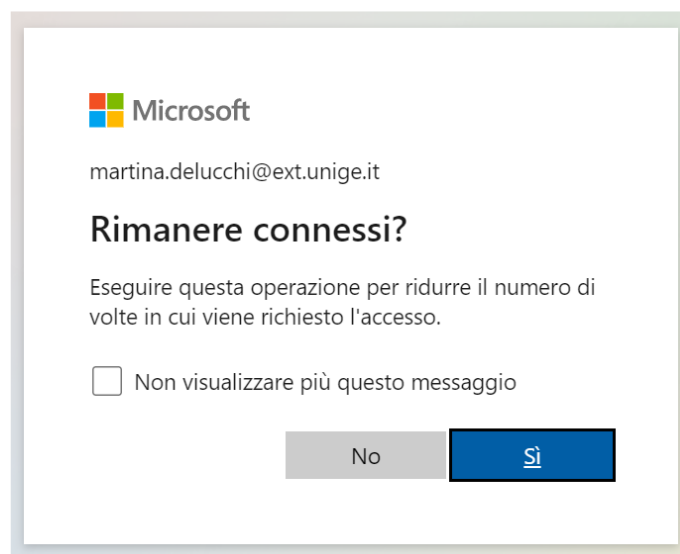 Microsoft
martina.delucchi@ext.unige.it
Rimanere connessi?
Eseguire questa operazione per ridurre il numero di
volte in cui viene richiesto l'accesso.
Non visualizzare più questo messaggio
No
Sì